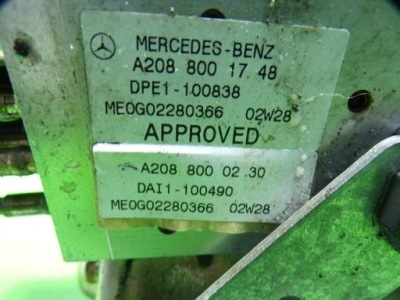 MERCEDES-BENZ
A208 800 17 48
DPE1-100838
ME0G02280366 02W28
APPROVED
A208 800 02 30
DAI1-100490
ME0G02280366 02W28